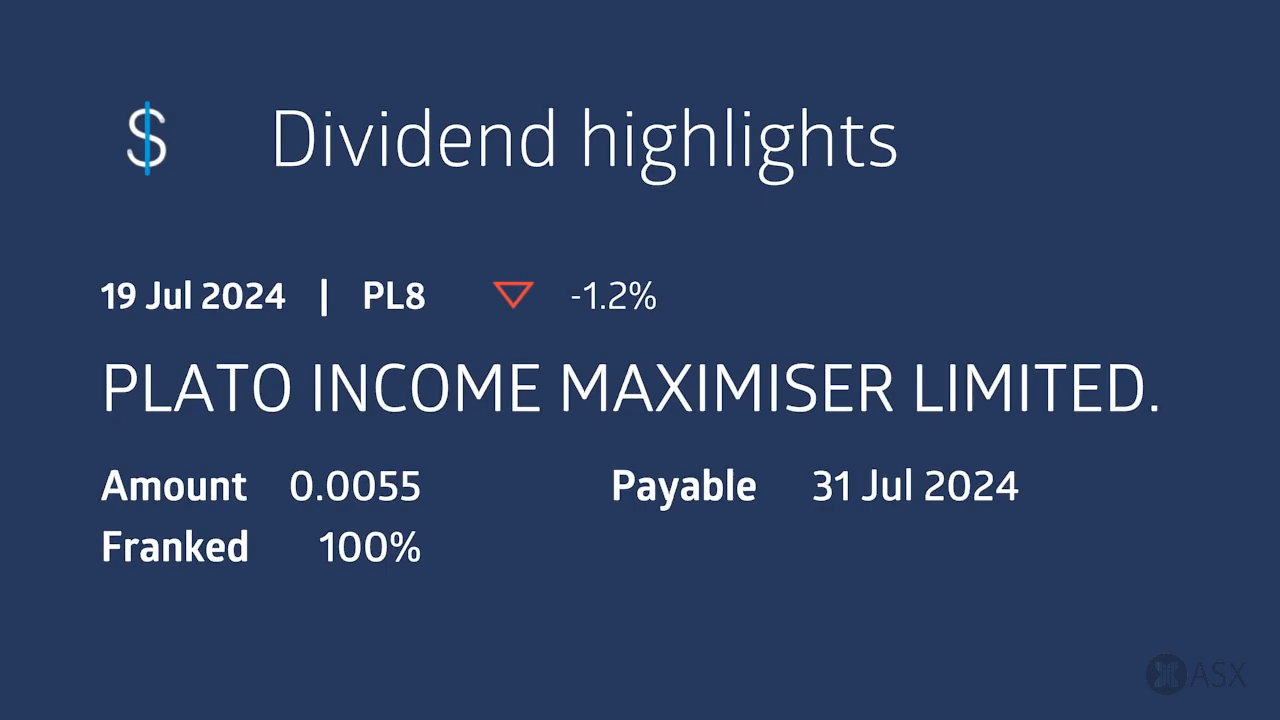 $ Dividend highlights
19 Jul 2024 | PL8 -1.2%
PLATO INCOME MAXIMISER LIMITED.
Amount 0.0055 Payable 31 Jul 2024
Franked 100%
ASX